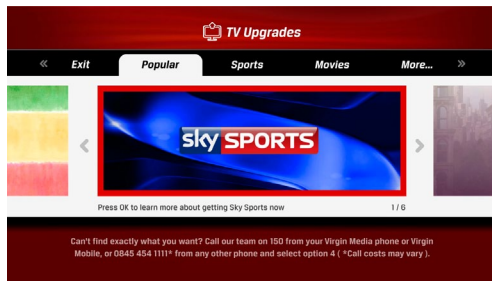 TV Upgrades
« Exit Popular Sports Movies More... »
sky SPORTS
Press OK to learn more about getting Sky Sports now 1 / 6
Can't find exactly what you want? Call our team on 150 from your Virgin Media phone or Virgin
Mobile, or 0845 454 1111* from any other phone and select option 4 ( *Call costs may vary ).